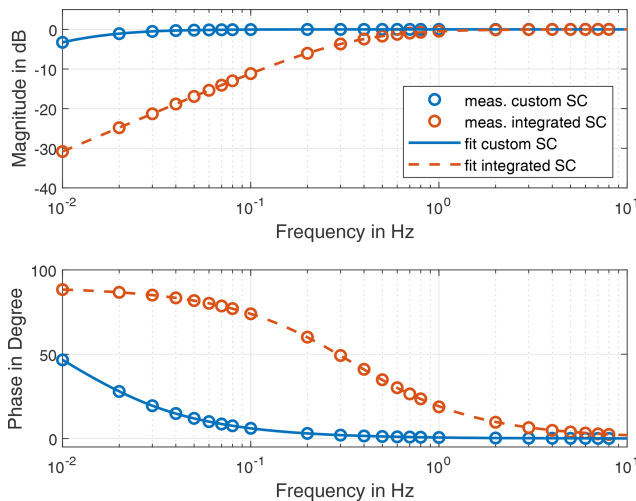 0
-10
-20
-30
-40
Magnitude in dB
meas. custom SC
meas. integrated SC
fit custom SC
fit integrated SC
10^-2 10^-1 10^0 10^1
Frequency in Hz
100
50
0
Phase in Degree
10^-2 10^-1 10^0 10^1
Frequency in Hz